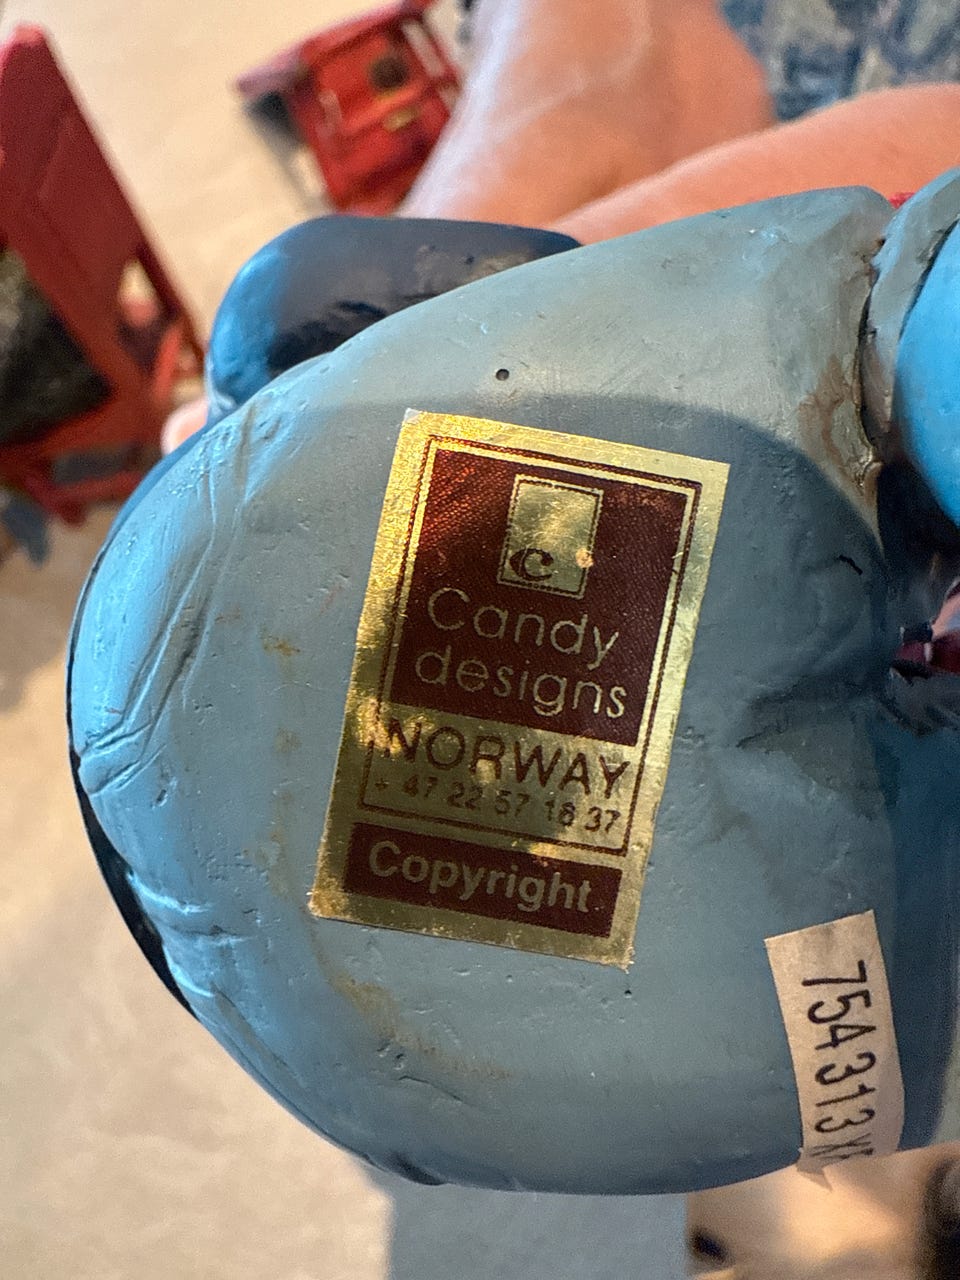 C
Candy
designs
NORWAY
+ 47 22 57 18 37
Copyright
754313